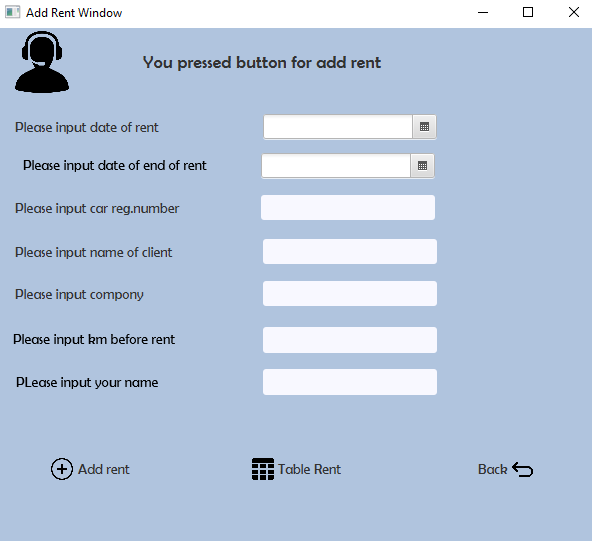 Add Rent Window
You pressed button for add rent
Please input date of rent
Please input date of end of rent
Please input car reg.number
Please input name of client
Please input compony
Please input km before rent
PLease input your name
Add rent
Table Rent
Back